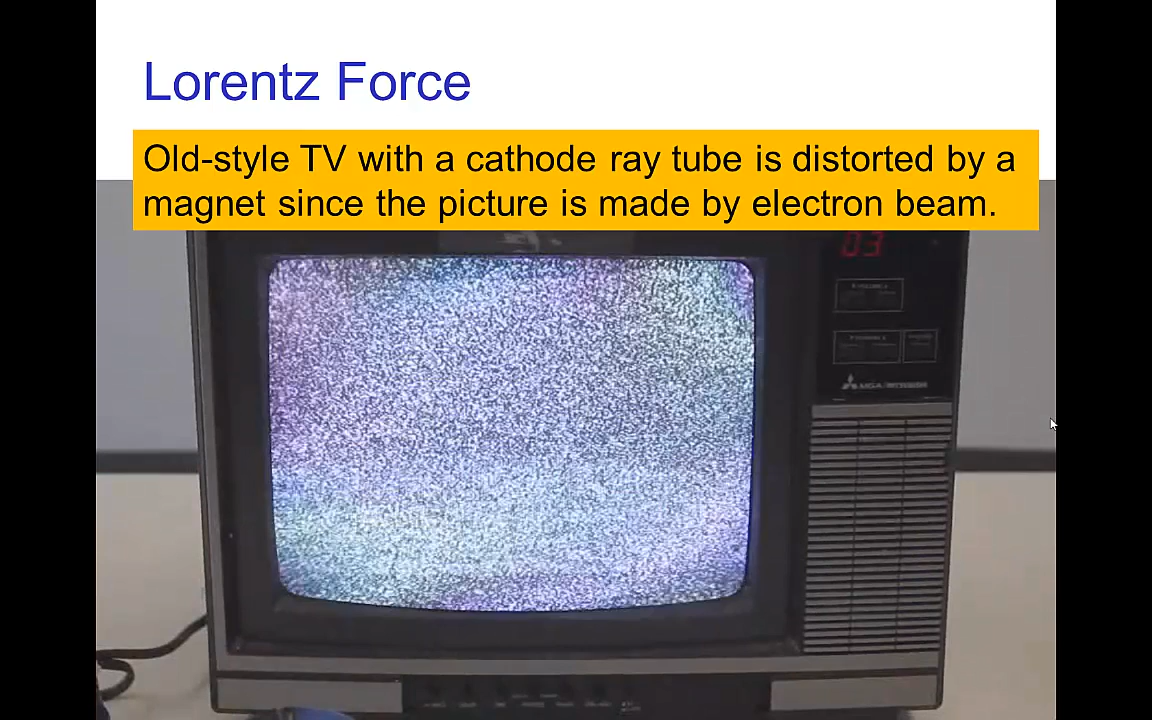 Lorentz Force
Old-style TV with a cathode ray tube is distorted by a
magnet since the picture is made by electron beam.
03